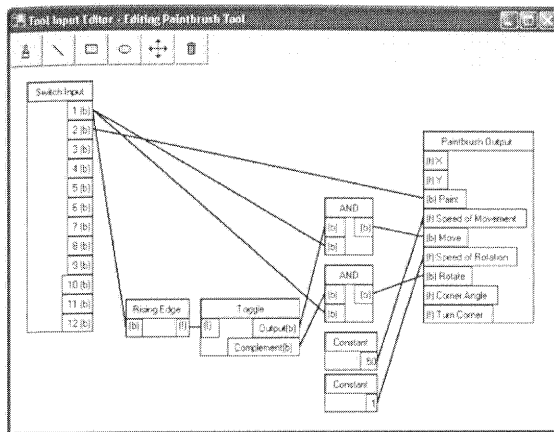 Tool Input Editor - Editing Paintbrush Tool
Switch Input
1 (b)
2 (b)
3 (b)
4 (b)
5 (b)
6 (b)
7 (b)
8 (b)
9 (b)
10 (b)
11 (b)
12 (b)
Rising Edge
(b)
(f)
Toggle
(f)
Output(b)
Complement(b)
AND
(b)
(b)
(b)
AND
(b)
(b)
(b)
Constant
50
Constant
1
Paintbrush Output
(f) X
(f) Y
(b) Paint
(f) Speed of Movement
(b) Move
(f) Speed of Rotation
(b) Rotate
(f) Corner Angle
(f) Turn Corner